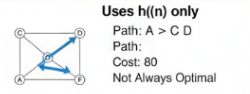 Uses h((n) only
C
D
Path: A > C D
Path:
Cost: 80
Not Always Optimal
A
F